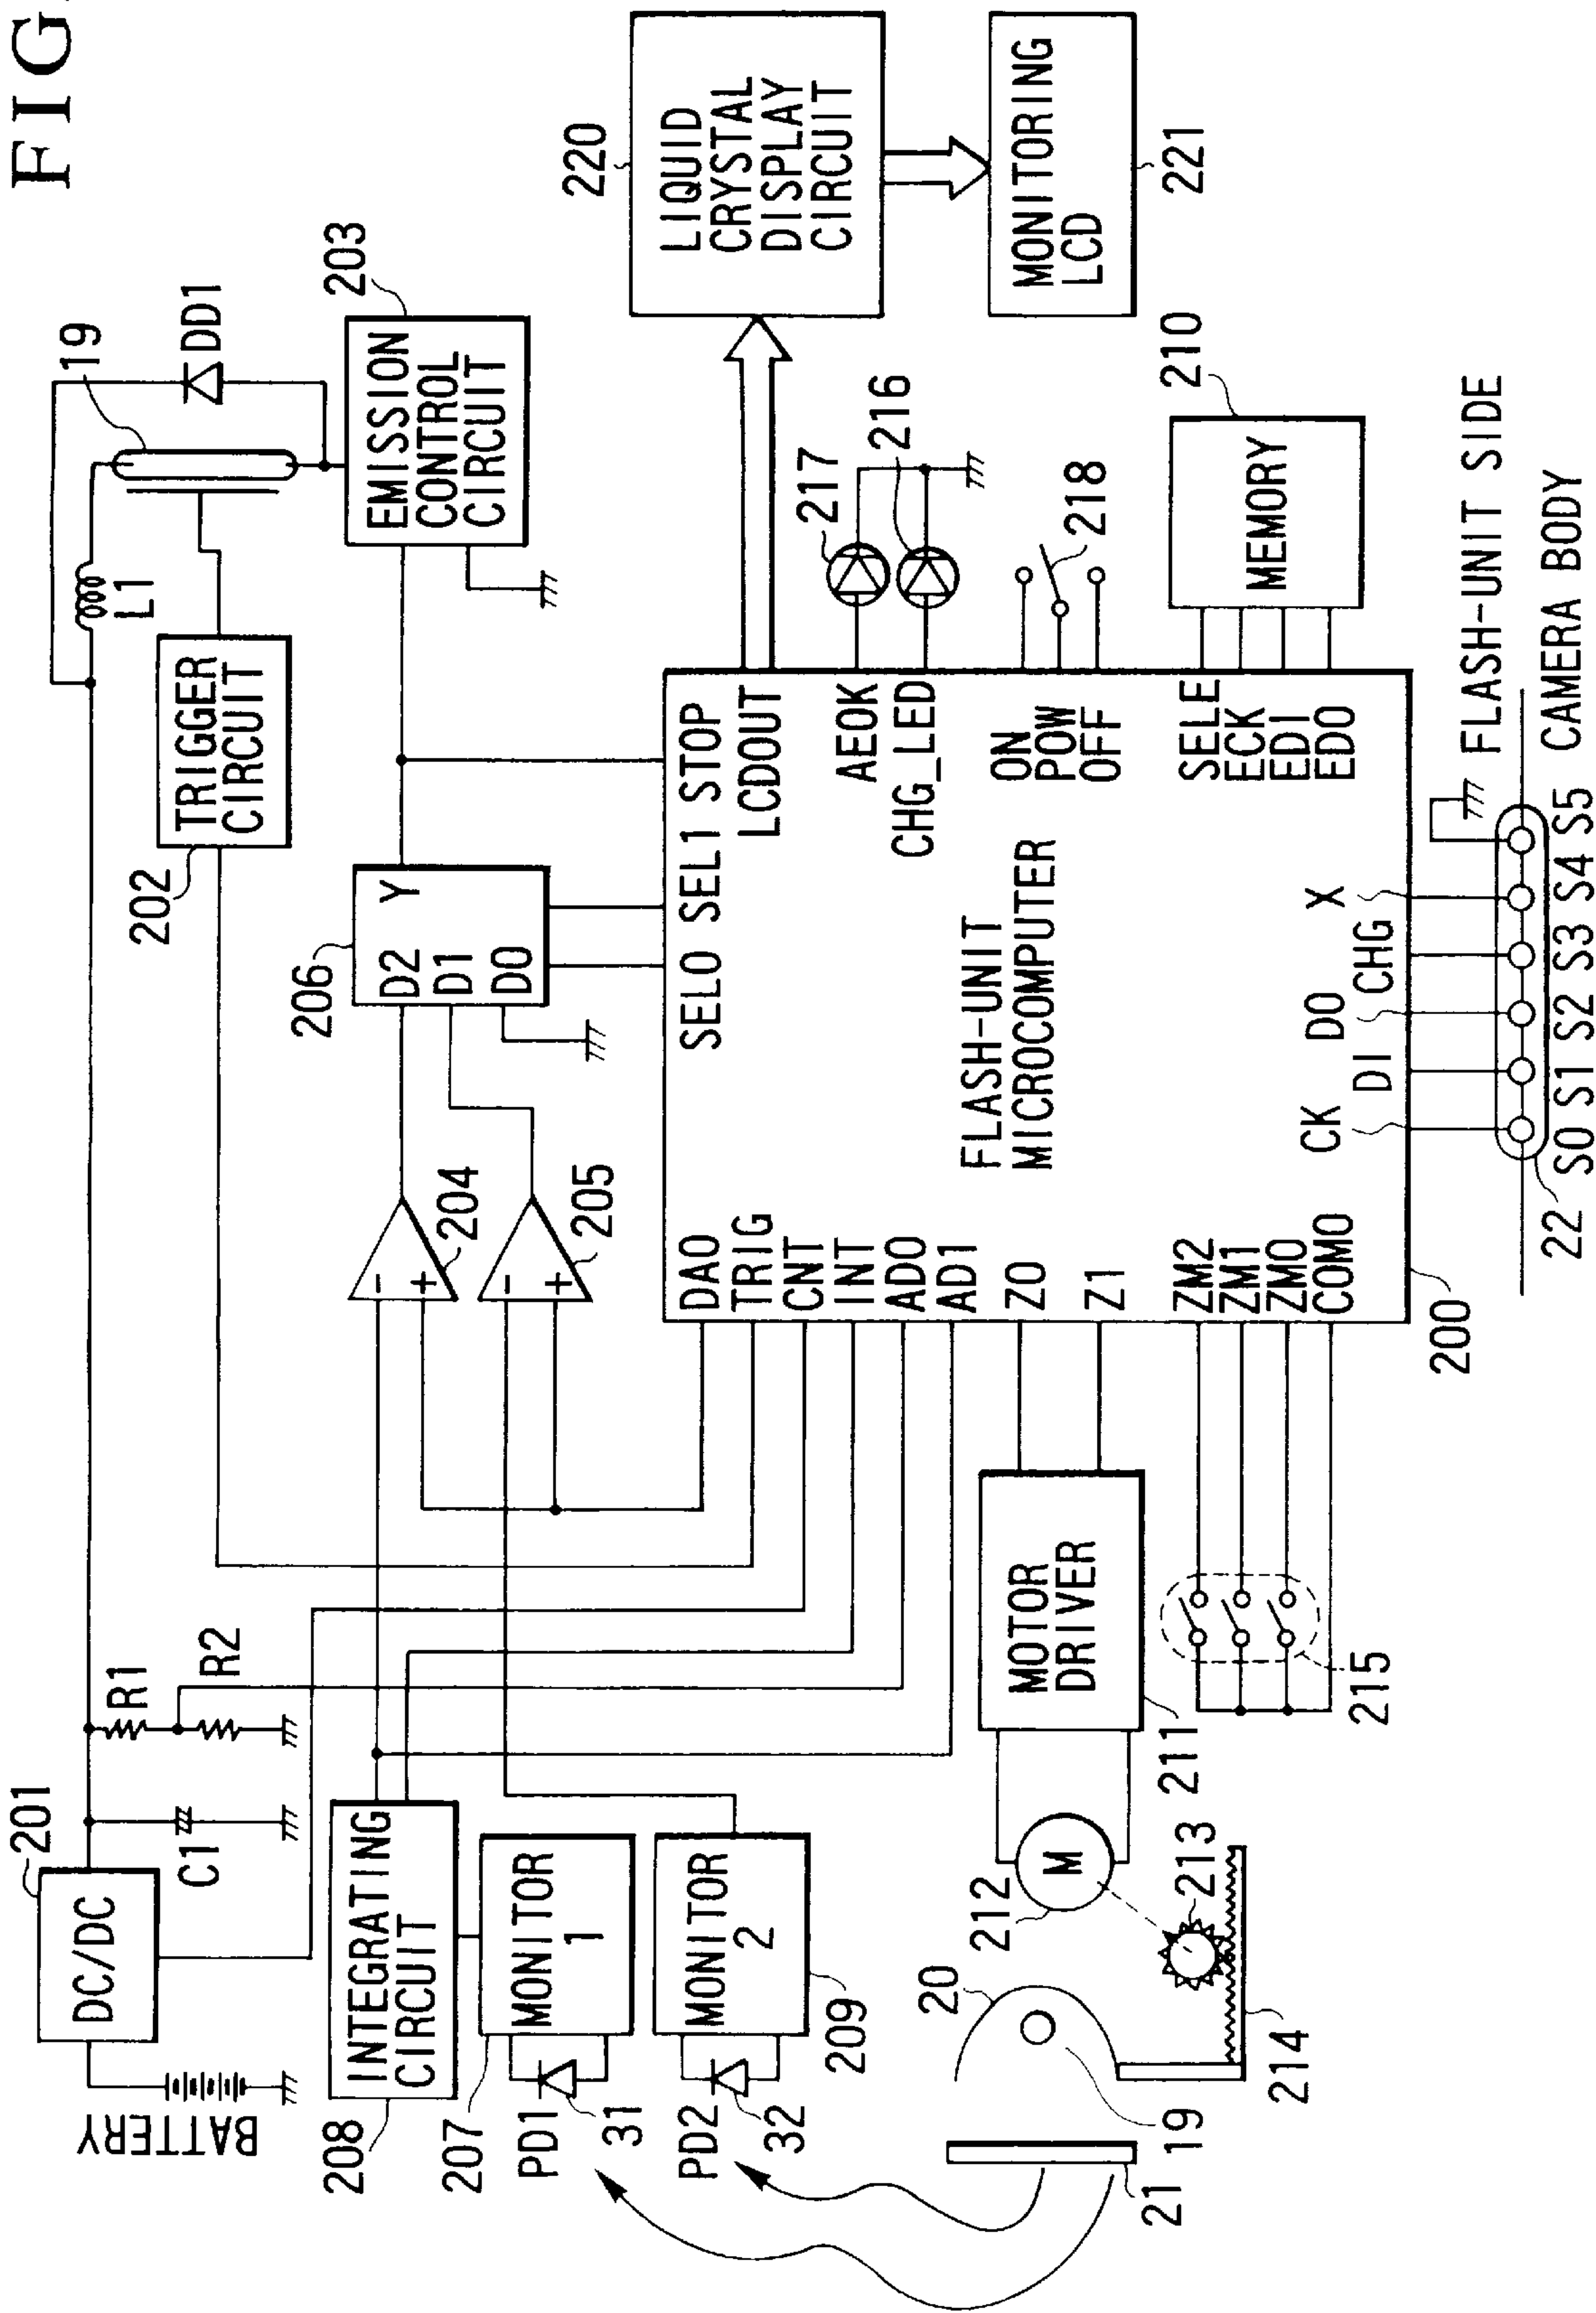 FIG.
201
DC/DC
BATTERY
C1
R1
R2
202
TRIGGER
CIRCUIT
L1
19
DD1
203
EMISSION
CONTROL
CIRCUIT
208
INTEGRATING
CIRCUIT
207
MONITOR
1
PD1
31
MONITOR
2
209
PD2
32
-
+
204
-
+
205
206
D2
D1
D0
Y
220
LIQUID
CRYSTAL
DISPLAY
CIRCUIT
MONITORING
LCD
221
SEL0
SEL1
STOP
DA0
TRIG
CNT
INT
AD0
AD1
Z0
Z1
ZM2
ZM1
ZM0
COM0
LCDOUT
AEOK
CHG_LED
ON
POW
OFF
SELE
ECK
EDI
EDO
FLASH-UNIT
MICROCOMPUTER
CK
DI
DO
CHG
X
200
217
216
218
210
MEMORY
MOTOR
DRIVER
211
M
212
213
214
215
20
19
21
22
S0 S1 S2 S3 S4 S5
FLASH-UNIT SIDE
CAMERA BODY